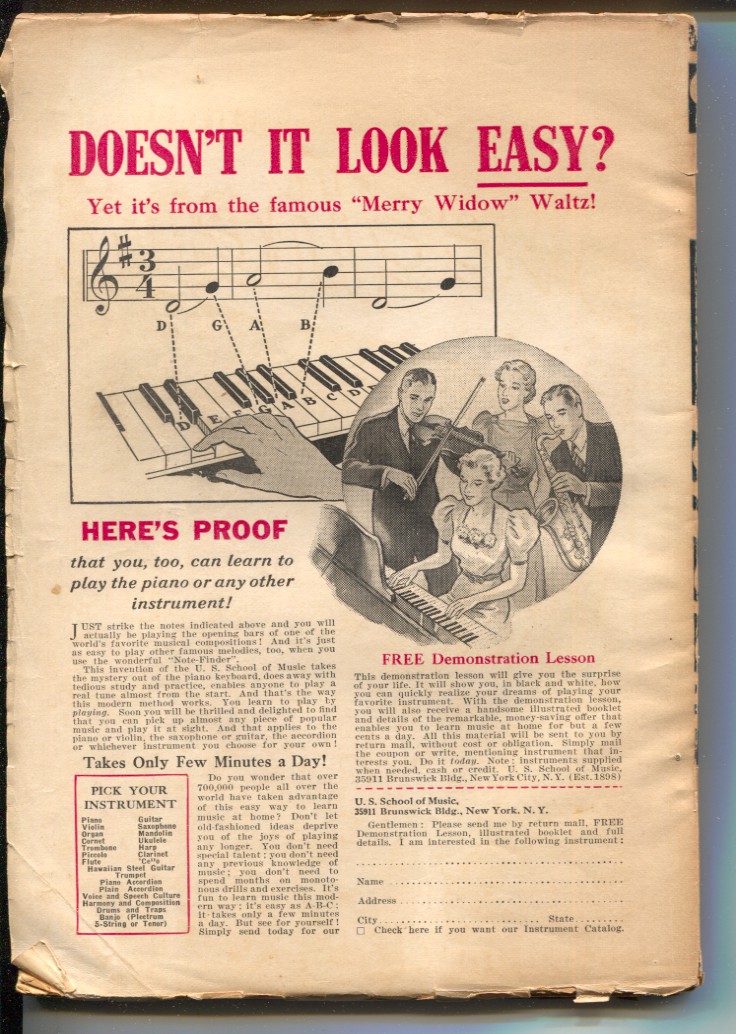 DOESN'T IT LOOK EASY?
Yet it's from the famous "Merry Widow" Waltz!
3
4
D G A B
D E F G A B C D
HERE'S PROOF
that you, too, can learn to
play the piano or any other
instrument!
JUST strike the notes indicated above and you will
actually be playing the opening bars of one of the
world's favorite musical compositions! And it's just
as easy to play other famous melodies, too, when you
use the wonderful "Note-Finder".
This invention of the U. S. School of Music takes
the mystery out of the piano keyboard, does away with
tedious study and practice, enables anyone to play a
real tune almost from the start. And that's the way
this modern method works. You learn to play by
playing. Soon you will be thrilled and delighted to find
that you can pick up almost any piece of popular
music and play it at sight. And that applies to the
piano or violin, the saxophone or guitar, the accordion
or whichever instrument you choose for your own!
Takes Only Few Minutes a Day!
PICK YOUR
INSTRUMENT
Piano Guitar
Violin Saxophone
Organ Mandolin
Cornet Ukulele
Trombone Harp
Piccolo Clarinet
Flute 'Cello
Hawaiian Steel Guitar
Trumpet
Piano Accordion
Plain Accordion
Voice and Speech Culture
Harmony and Composition
Drums and Traps
Banjo (Plectrum
5-String or Tenor)
Do you wonder that over
700,000 people all over the
world have taken advantage
of this easy way to learn
music at home? Don't let
old-fashioned ideas deprive
you of the joys of playing
any longer. You don't need
special talent; you don't need
any previous knowledge of
music; you don't need to
spend months on monoto-
nous drills and exercises. It's
fun to learn music this mod-
ern way; it's easy as A-B-C;
it takes only a few minutes
a day. But see for yourself!
Simply send today for our
FREE Demonstration Lesson
This demonstration lesson will give you the surprise
of your life. It will show you, in black and white, how
you can quickly realize your dreams of playing your
favorite instrument. With the demonstration lesson,
you will also receive a handsome illustrated booklet
and details of the remarkable, money-saving offer that
enables you to learn music at home for but a few
cents a day. All this material will be sent to you by
return mail, without cost or obligation. Simply mail
the coupon or write, mentioning instrument that in-
terests you. Do it today. Note: instruments supplied
when needed, cash or credit. U. S. School of Music,
35911 Brunswick Bldg., New York City, N. Y. (Est. 1898)
U. S. School of Music,
35911 Brunswick Bldg., New York, N. Y.
Gentlemen: Please send me by return mail, FREE
Demonstration Lesson, illustrated booklet and full
details. I am interested in the following instrument:
Name
Address
City State
Check here if you want our Instrument Catalog.